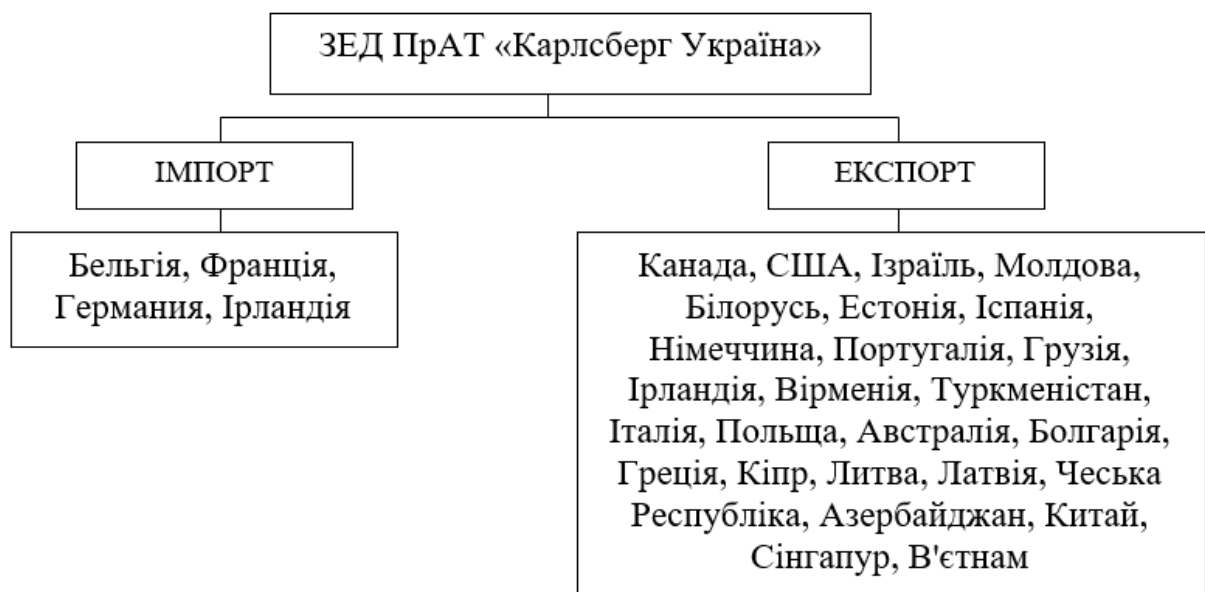 ЗЕД ПрАТ «Карлсберг Україна»
ІМПОРТ
ЕКСПОРТ
Бельгія, Франція,
Германия, Ірландія
Канада, США, Ізраїль, Молдова,
Білорусь, Естонія, Іспанія,
Німеччина, Португалія, Грузія,
Ірландія, Вірменія, Туркменістан,
Італія, Польща, Австралія, Болгарія,
Греція, Кіпр, Литва, Латвія, Чеська
Республіка, Азербайджан, Китай,
Сінгапур, В'єтнам